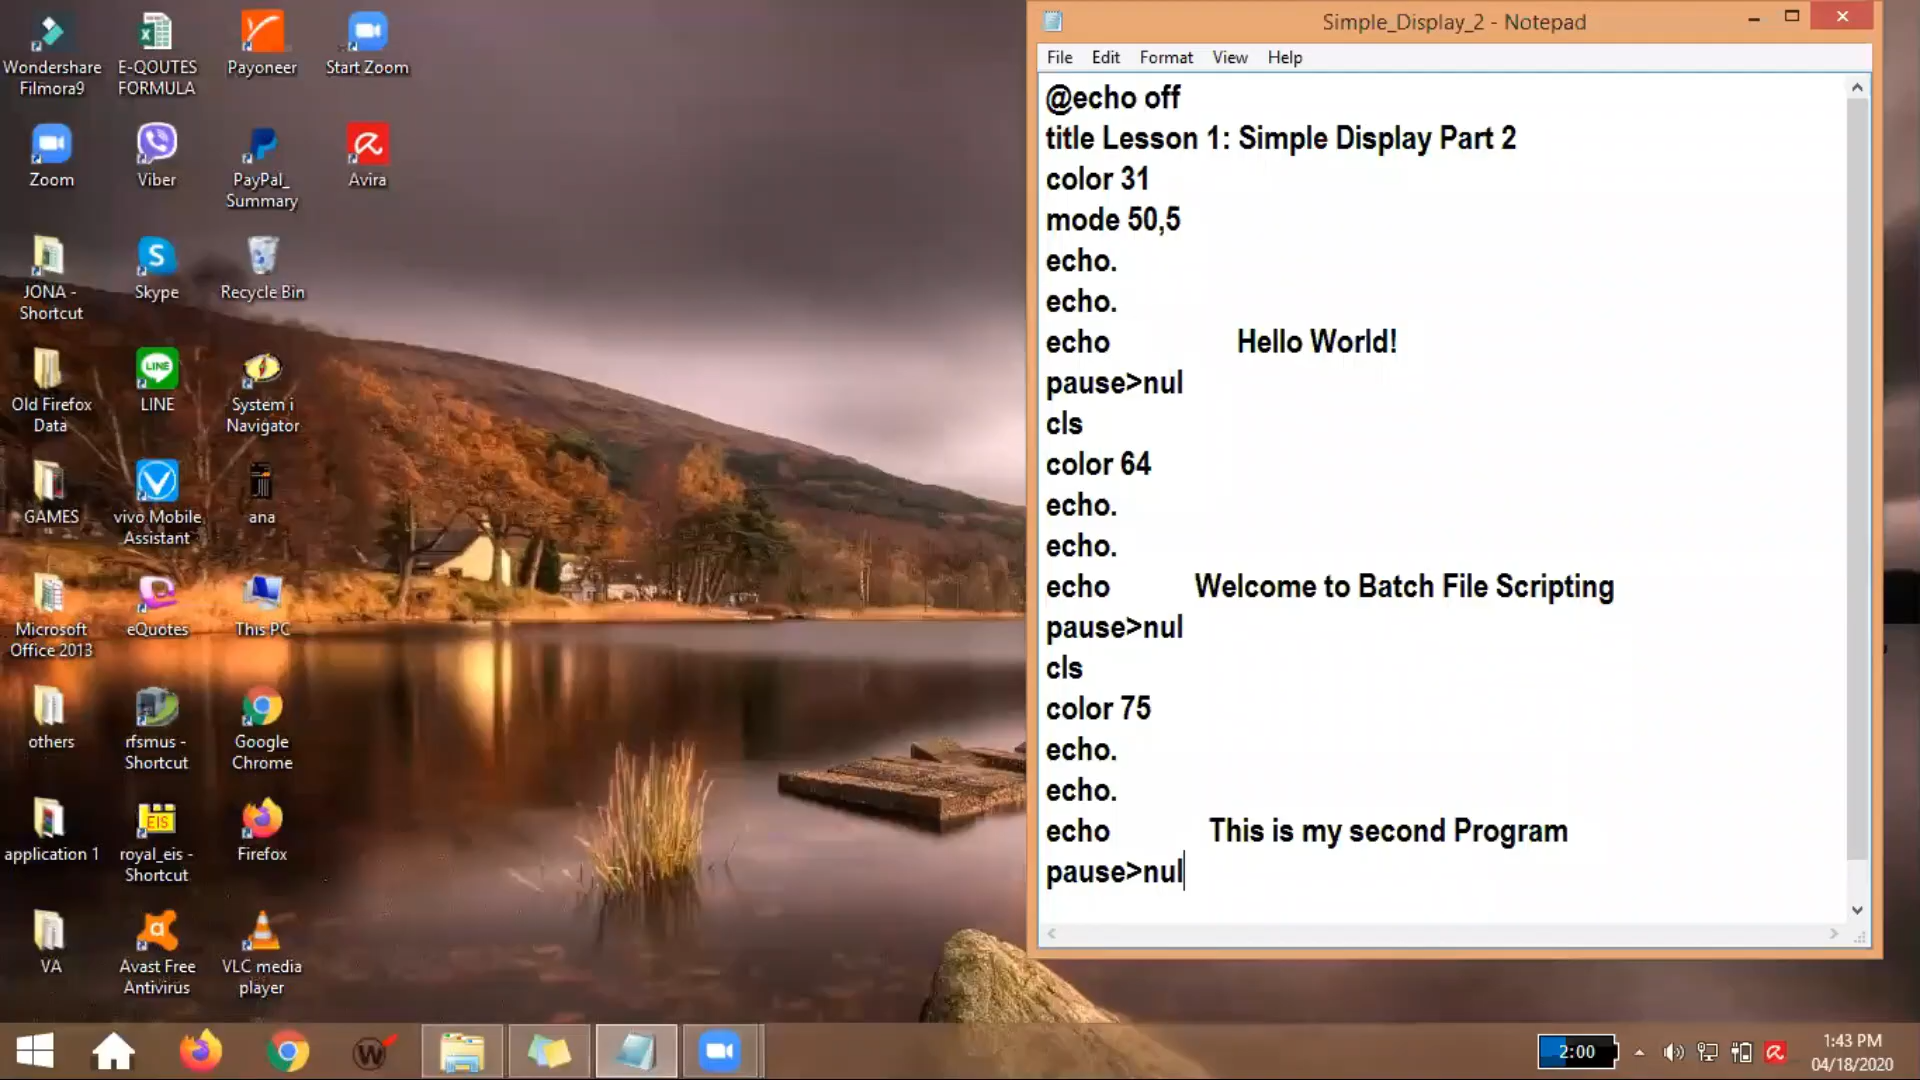 Wondershare Filmora9
E-QOUTES FORMULA
Payoneer
Start Zoom
Zoom
Viber
PayPal_ Summary
Avira
JONA - Shortcut
Skype
Recycle Bin
Old Firefox Data
LINE
System i Navigator
GAMES
vivo Mobile Assistant
ana
Microsoft Office 2013
eQuotes
This PC
others
rfsmus - Shortcut
Google Chrome
application 1
EIS
royal_eis - Shortcut
Firefox
VA
Avast Free Antivirus
VLC media player
Simple_Display_2 - Notepad
File Edit Format View Help
@echo off
title Lesson 1: Simple Display Part 2
color 31
mode 50,5
echo.
echo.
echo Hello World!
pause>nul
cls
color 64
echo.
echo.
echo Welcome to Batch File Scripting
pause>nul
cls
color 75
echo.
echo.
echo This is my second Program
pause>nul
2:00
1:43 PM
04/18/2020